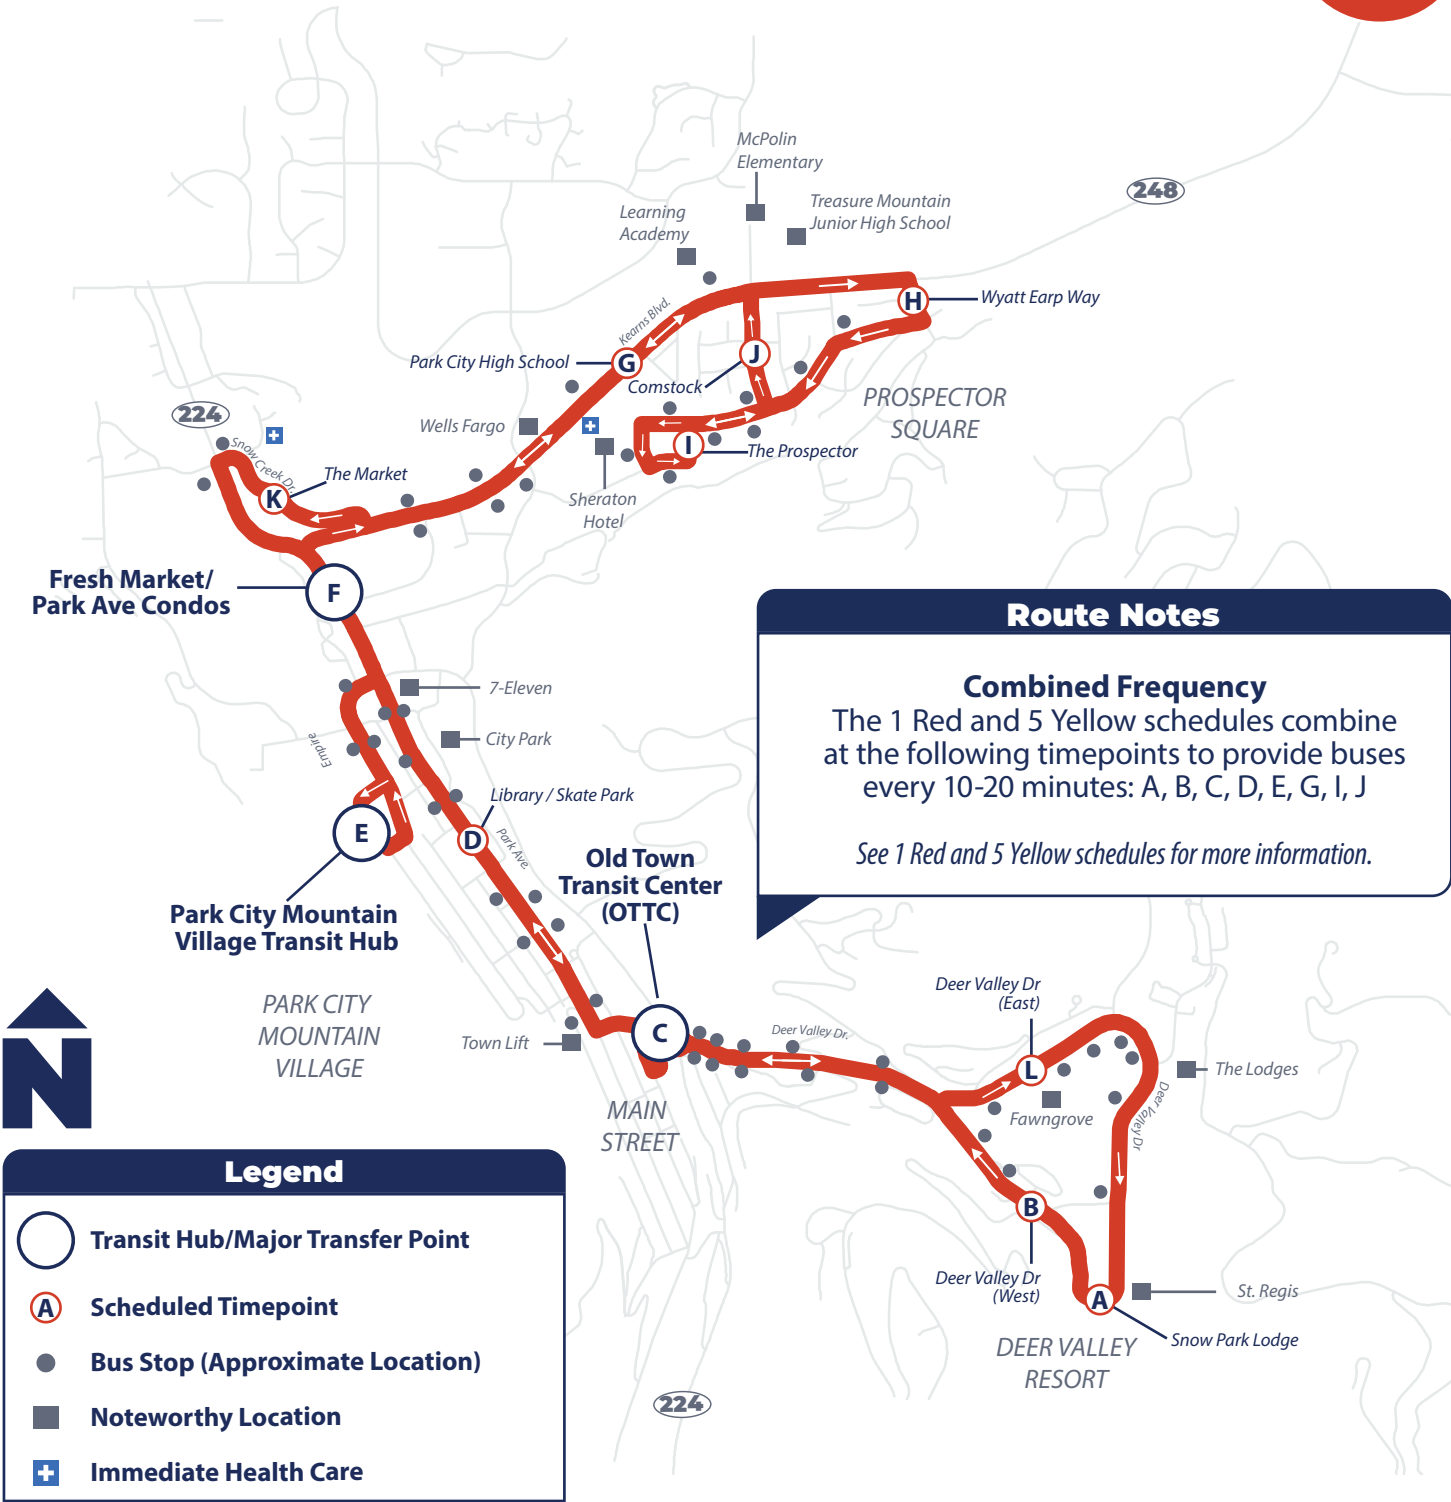 McPolin
Elementary
248
Learning
Academy
Treasure Mountain
Junior High School
Kearns Blvd.
H
Wyatt Earp Way
Park City High School
G
J
Comstock
PROSPECTOR
SQUARE
224
Wells Fargo
Snow Creek Dr.
The Market
K
I
The Prospector
Sheraton
Hotel
Fresh Market/
Park Ave Condos
F
Route Notes
Combined Frequency
The 1 Red and 5 Yellow schedules combine
at the following timepoints to provide buses
every 10-20 minutes: A, B, C, D, E, G, I, J
See 1 Red and 5 Yellow schedules for more information.
7-Eleven
City Park
Empire
Library / Skate Park
D
Park Ave.
E
Park City Mountain
Village Transit Hub
Old Town
Transit Center
(OTTC)
C
PARK CITY
MOUNTAIN
VILLAGE
Town Lift
MAIN
STREET
Deer Valley Dr.
Deer Valley Dr
(East)
L
Fawngrove
The Lodges
Deer Valley Dr
B
Deer Valley Dr
(West)
A
St. Regis
Snow Park Lodge
DEER VALLEY
RESORT
224
N
Legend
Transit Hub/Major Transfer Point
A
Scheduled Timepoint
Bus Stop (Approximate Location)
Noteworthy Location
Immediate Health Care